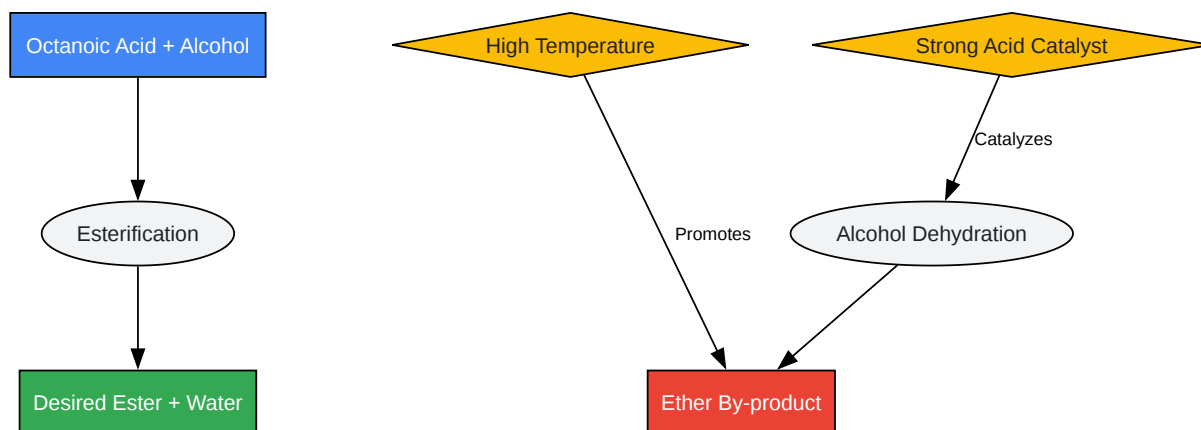 Octanoic Acid + Alcohol
High Temperature
Strong Acid Catalyst
Catalyzes
Esterification
Promotes
Alcohol Dehydration
Desired Ester + Water
Ether By-product